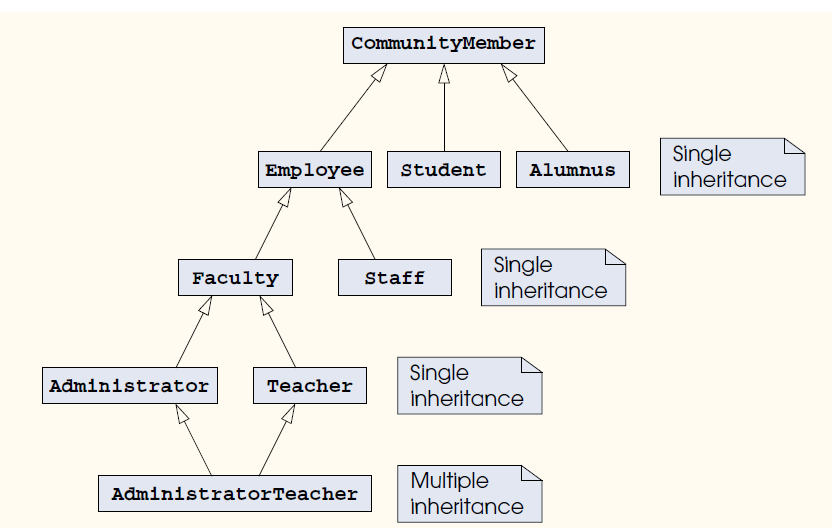 CommunityMember
Employee
Student
Alumnus
Single
inheritance
Faculty
Staff
Single
inheritance
Administrator
Teacher
Single
inheritance
AdministratorTeacher
Multiple
inheritance